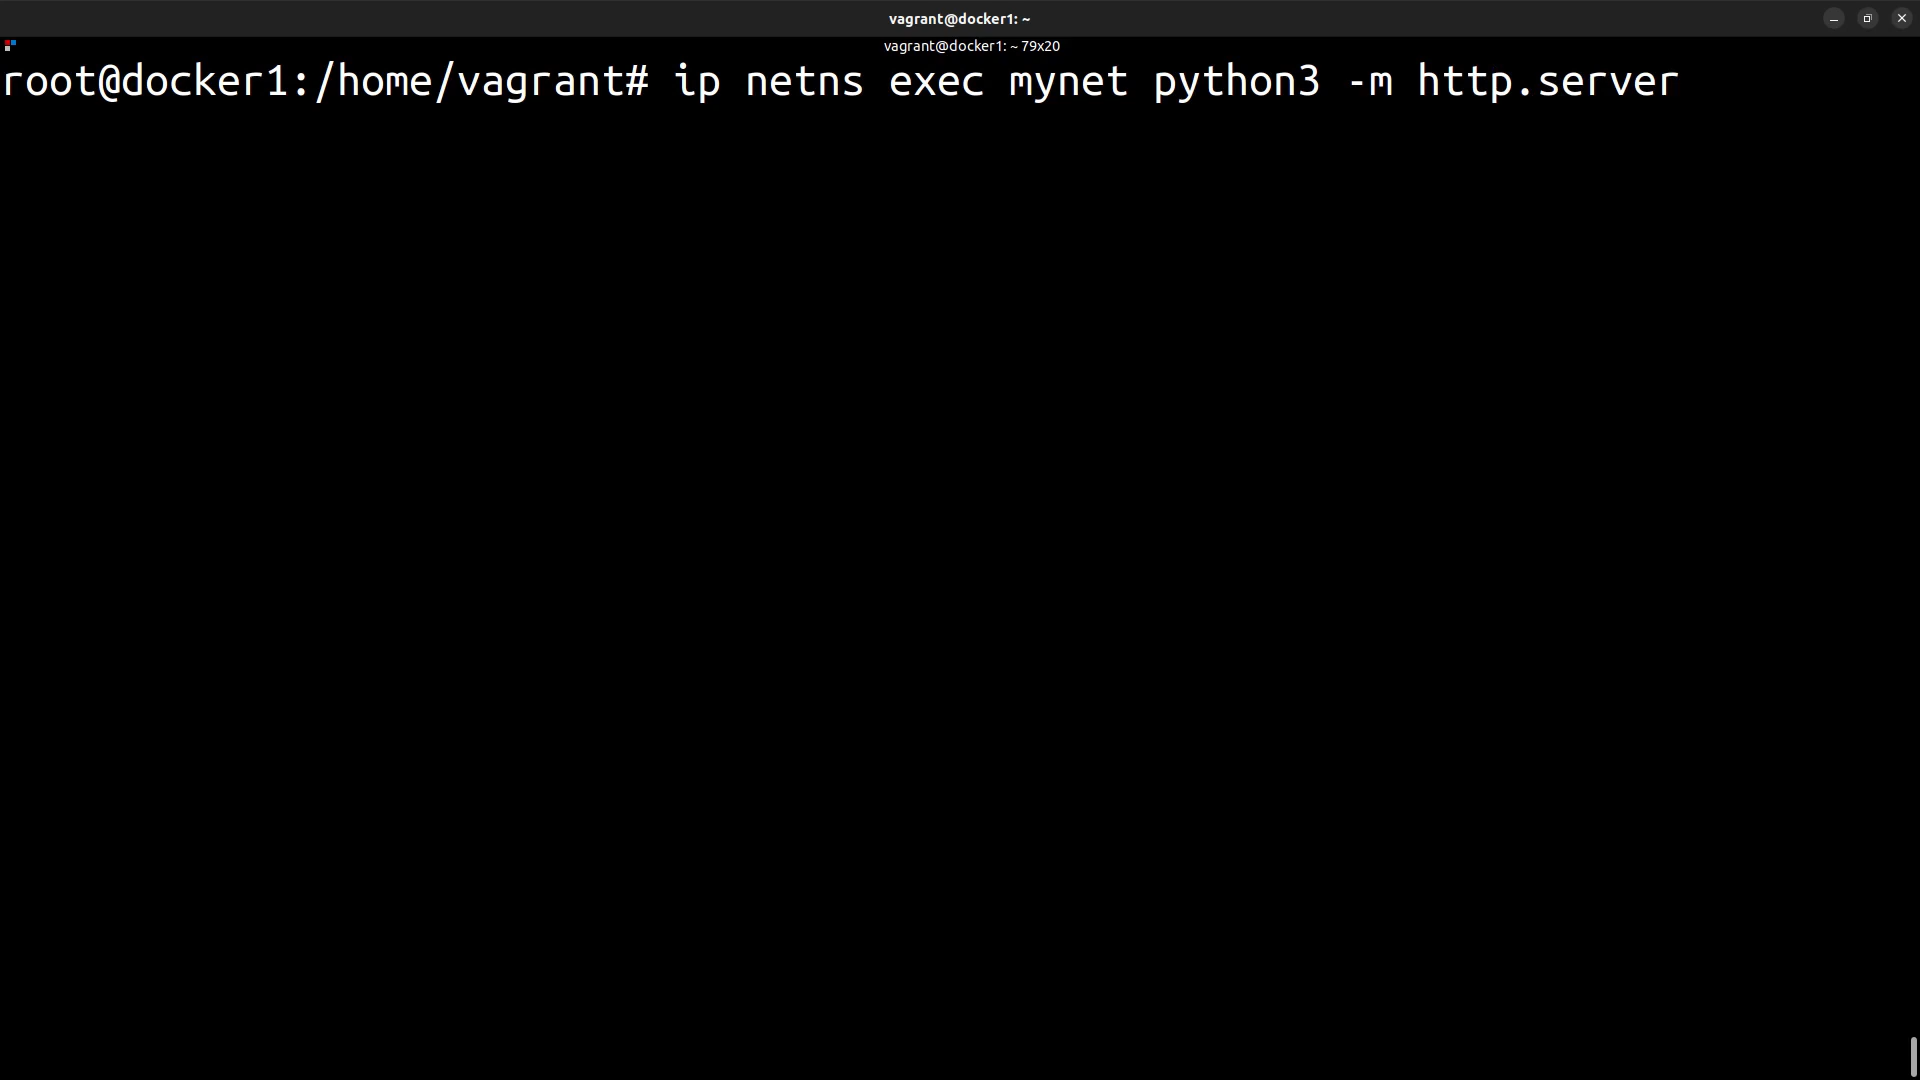 vagrant@docker1: ~
vagrant@docker1: ~ 79x20
root@docker1:/home/vagrant# ip netns exec mynet python3 -m http.server